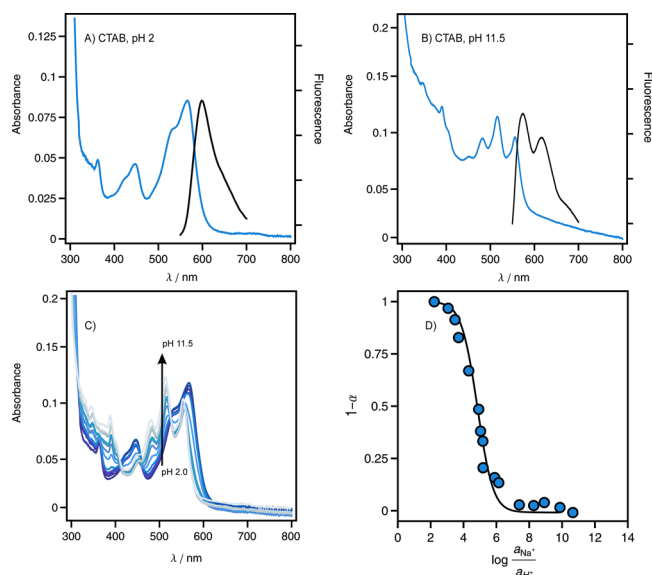 A) CTAB, pH 2
0.125
0.1
0.075
0.05
0.025
0
Absorbance
Fluorescence
300 400 500 600 700 800
λ / nm
B) CTAB, pH 11.5
0.2
0.15
0.1
0.05
0
Absorbance
Fluorescence
300 400 500 600 700 800
λ / nm
C)
0.2
0.15
0.1
0.05
0
Absorbance
pH 11.5
pH 2.0
300 400 500 600 700 800
λ / nm
D)
1
0.75
0.5
0.25
0
1−α
0 2 4 6 8 10 12 14
log a_Na⁺ / a_H⁺